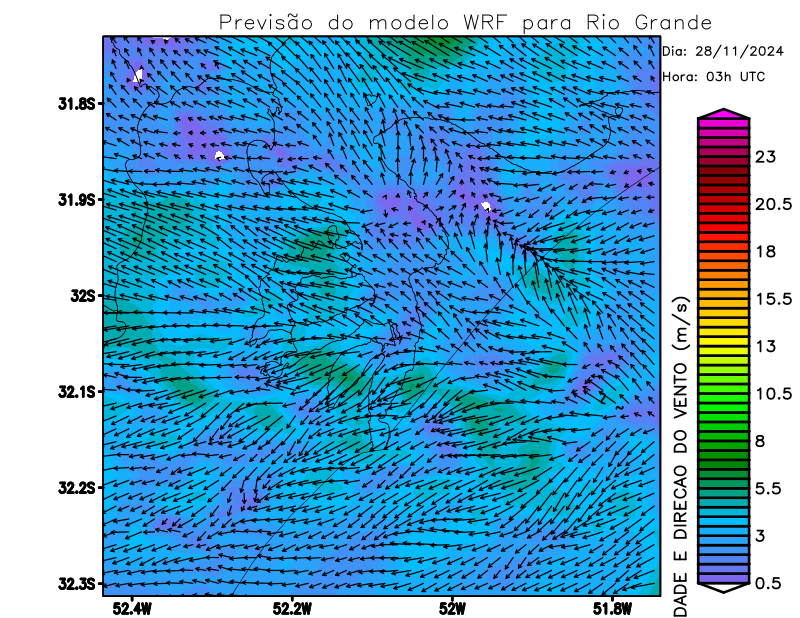 Previsão do modelo WRF para Rio Grande
Dia: 28/11/2024
Hora: 03h UTC
31.8S
31.9S
32S
32.1S
32.2S
32.3S
52.4W
52.2W
52W
51.8W
23
20.5
18
15.5
13
10.5
8
5.5
3
0.5
DADE E DIRECAO DO VENTO (m/s)